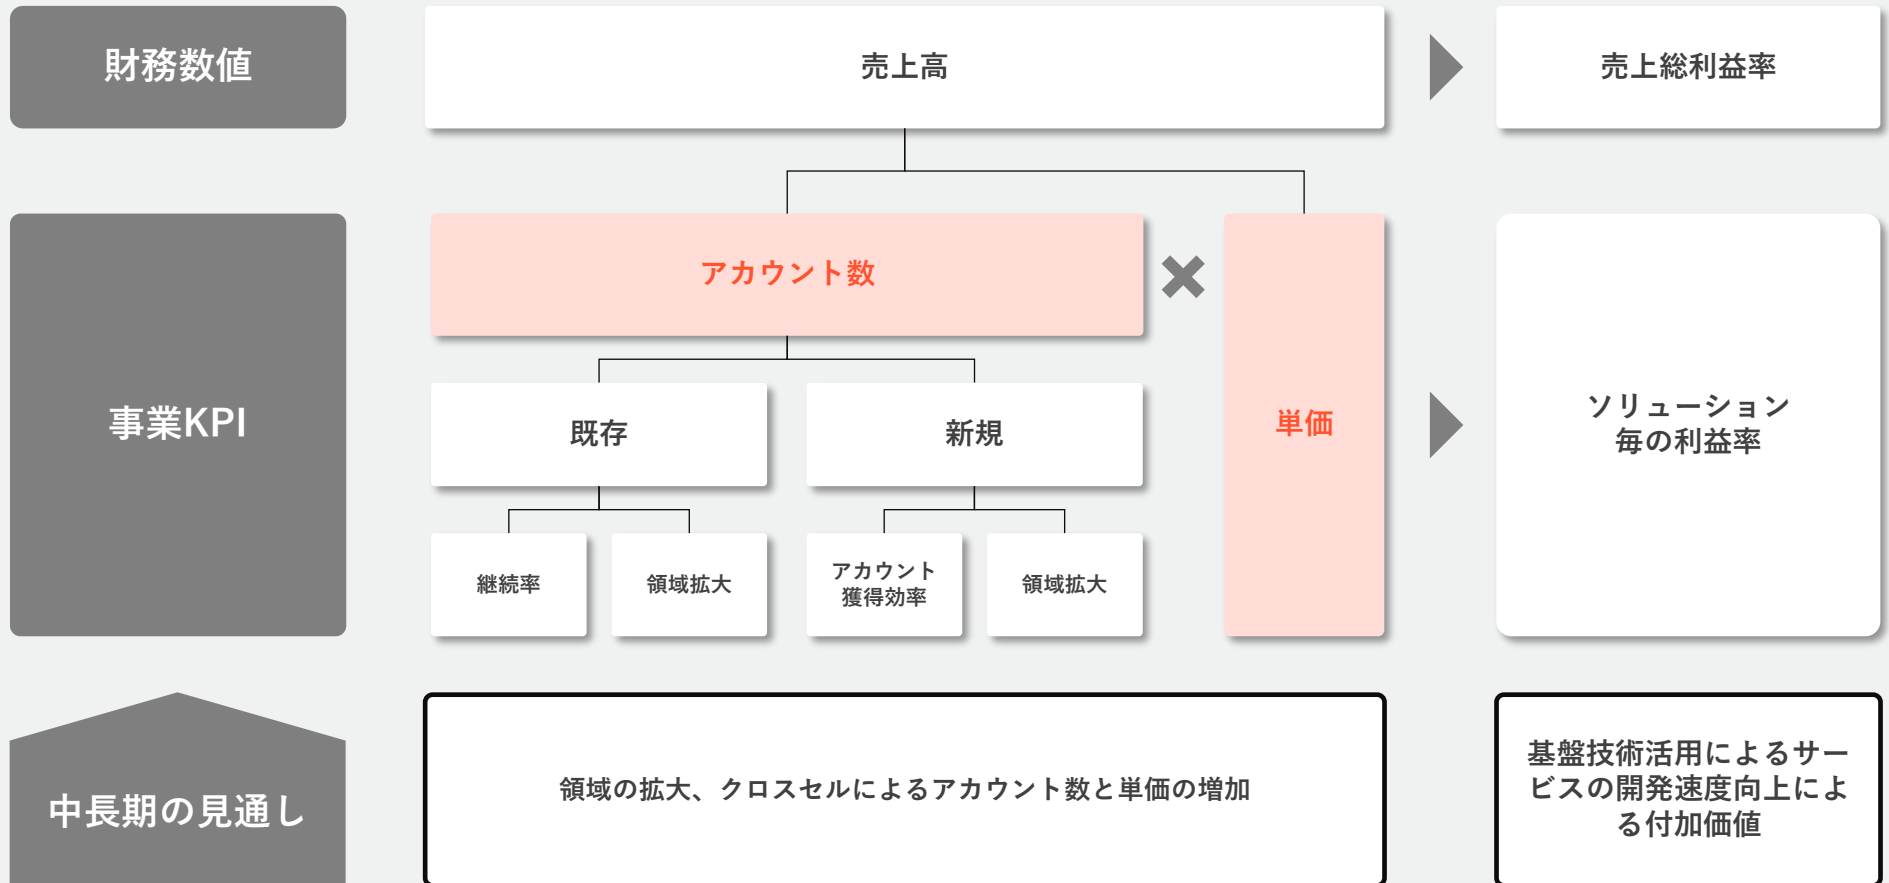 財務数値
売上高
売上総利益率
事業KPI
アカウント数
単価
ソリューション
毎の利益率
既存
新規
継続率
領域拡大
アカウント
獲得効率
領域拡大
中長期の見通し
領域の拡大、クロスセルによるアカウント数と単価の増加
基盤技術活用によるサー
ビスの開発速度向上によ
る付加価値